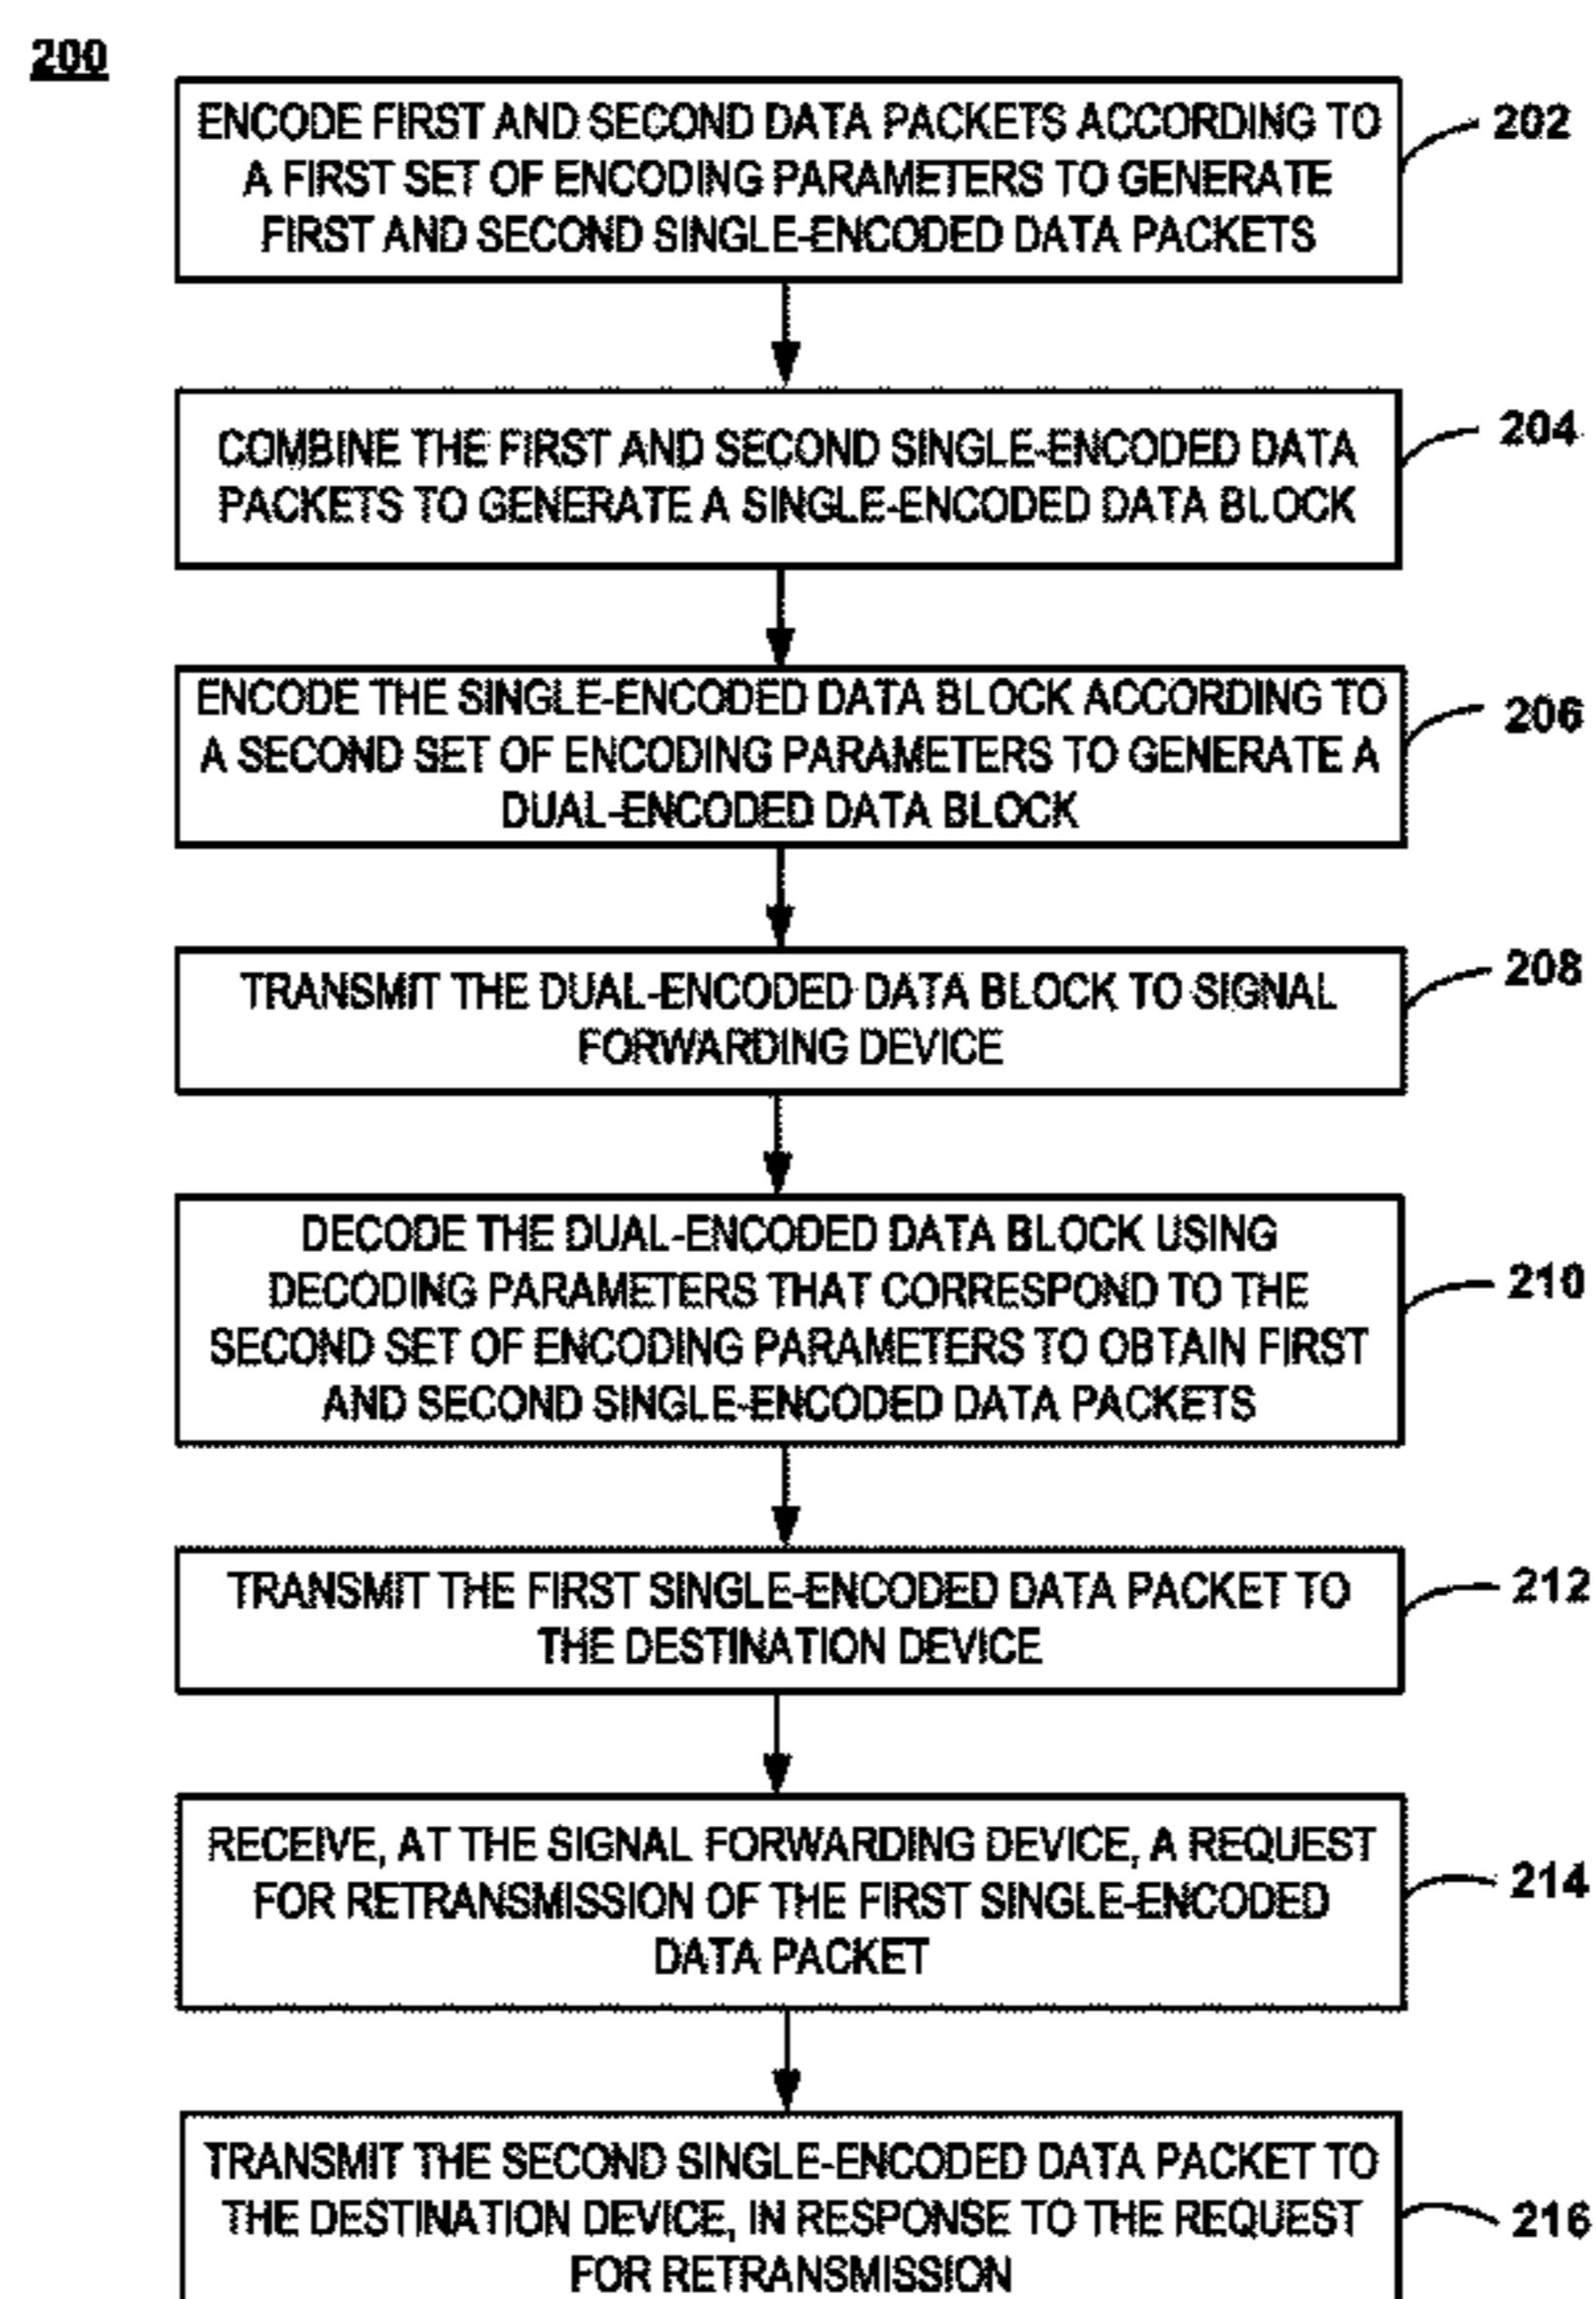 200
ENCODE FIRST AND SECOND DATA PACKETS ACCORDING TO
A FIRST SET OF ENCODING PARAMETERS TO GENERATE
FIRST AND SECOND SINGLE-ENCODED DATA PACKETS
202
COMBINE THE FIRST AND SECOND SINGLE-ENCODED DATA
PACKETS TO GENERATE A SINGLE-ENCODED DATA BLOCK
204
ENCODE THE SINGLE-ENCODED DATA BLOCK ACCORDING TO
A SECOND SET OF ENCODING PARAMETERS TO GENERATE A
DUAL-ENCODED DATA BLOCK
206
TRANSMIT THE DUAL-ENCODED DATA BLOCK TO SIGNAL
FORWARDING DEVICE
208
DECODE THE DUAL-ENCODED DATA BLOCK USING
DECODING PARAMETERS THAT CORRESPOND TO THE
SECOND SET OF ENCODING PARAMETERS TO OBTAIN FIRST
AND SECOND SINGLE-ENCODED DATA PACKETS
210
TRANSMIT THE FIRST SINGLE-ENCODED DATA PACKET TO
THE DESTINATION DEVICE
212
RECEIVE, AT THE SIGNAL FORWARDING DEVICE, A REQUEST
FOR RETRANSMISSION OF THE FIRST SINGLE-ENCODED
DATA PACKET
214
TRANSMIT THE SECOND SINGLE-ENCODED DATA PACKET TO
THE DESTINATION DEVICE, IN RESPONSE TO THE REQUEST
FOR RETRANSMISSION
216